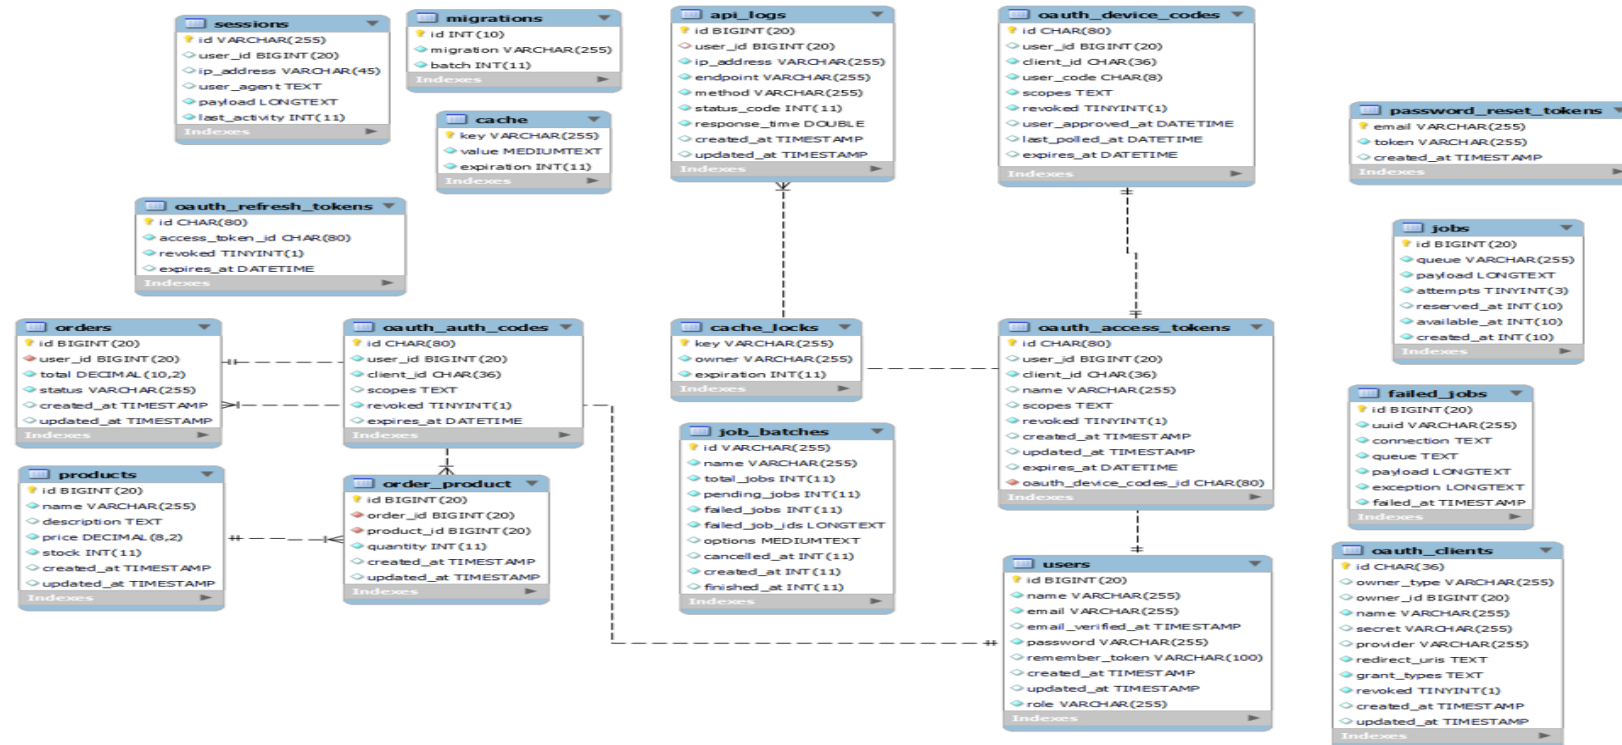 sessions
id VARCHAR(255)
user_id BIGINT(20)
ip_address VARCHAR(45)
user_agent TEXT
payload LONGTEXT
last_activity INT(11)
Indexes
migrations
id INT(10)
migration VARCHAR(255)
batch INT(11)
Indexes
cache
key VARCHAR(255)
value MEDIUMTEXT
expiration INT(11)
Indexes
api_logs
id BIGINT(20)
user_id BIGINT(20)
ip_address VARCHAR(255)
endpoint VARCHAR(255)
method VARCHAR(255)
status_code INT(11)
response_time DOUBLE
created_at TIMESTAMP
updated_at TIMESTAMP
Indexes
oauth_device_codes
id CHAR(80)
user_id BIGINT(20)
client_id CHAR(36)
user_code CHAR(8)
scopes TEXT
revoked TINYINT(1)
user_approved_at DATETIME
last_polled_at DATETIME
expires_at DATETIME
Indexes
password_reset_tokens
email VARCHAR(255)
token VARCHAR(255)
created_at TIMESTAMP
Indexes
oauth_refresh_tokens
id CHAR(80)
access_token_id CHAR(80)
revoked TINYINT(1)
expires_at DATETIME
Indexes
jobs
id BIGINT(20)
queue VARCHAR(255)
payload LONGTEXT
attempts TINYINT(3)
reserved_at INT(10)
available_at INT(10)
created_at INT(10)
Indexes
orders
id BIGINT(20)
user_id BIGINT(20)
total DECIMAL(10,2)
status VARCHAR(255)
created_at TIMESTAMP
updated_at TIMESTAMP
Indexes
oauth_auth_codes
id CHAR(80)
user_id BIGINT(20)
client_id CHAR(36)
scopes TEXT
revoked TINYINT(1)
expires_at DATETIME
Indexes
cache_locks
key VARCHAR(255)
owner VARCHAR(255)
expiration INT(11)
Indexes
oauth_access_tokens
id CHAR(80)
user_id BIGINT(20)
client_id CHAR(36)
name VARCHAR(255)
scopes TEXT
revoked TINYINT(1)
created_at TIMESTAMP
updated_at TIMESTAMP
expires_at DATETIME
oauth_device_codes_id CHAR(80)
Indexes
failed_jobs
id BIGINT(20)
uuid VARCHAR(255)
connection TEXT
queue TEXT
payload LONGTEXT
exception LONGTEXT
failed_at TIMESTAMP
Indexes
products
id BIGINT(20)
name VARCHAR(255)
description TEXT
price DECIMAL(8,2)
stock INT(11)
created_at TIMESTAMP
updated_at TIMESTAMP
Indexes
order_product
id BIGINT(20)
order_id BIGINT(20)
product_id BIGINT(20)
quantity INT(11)
created_at TIMESTAMP
updated_at TIMESTAMP
Indexes
job_batches
id VARCHAR(255)
name VARCHAR(255)
total_jobs INT(11)
pending_jobs INT(11)
failed_jobs INT(11)
failed_job_ids LONGTEXT
options MEDIUMTEXT
cancelled_at INT(11)
created_at INT(11)
finished_at INT(11)
Indexes
users
id BIGINT(20)
name VARCHAR(255)
email VARCHAR(255)
email_verified_at TIMESTAMP
password VARCHAR(255)
remember_token VARCHAR(100)
created_at TIMESTAMP
updated_at TIMESTAMP
role VARCHAR(255)
Indexes
oauth_clients
id CHAR(36)
owner_type VARCHAR(255)
owner_id BIGINT(20)
name VARCHAR(255)
secret VARCHAR(255)
provider VARCHAR(255)
redirect_uris TEXT
grant_types TEXT
revoked TINYINT(1)
created_at TIMESTAMP
updated_at TIMESTAMP
Indexes